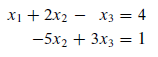 x₁ + 2x₂ − x₃ = 4
−5x₂ + 3x₃ = 1